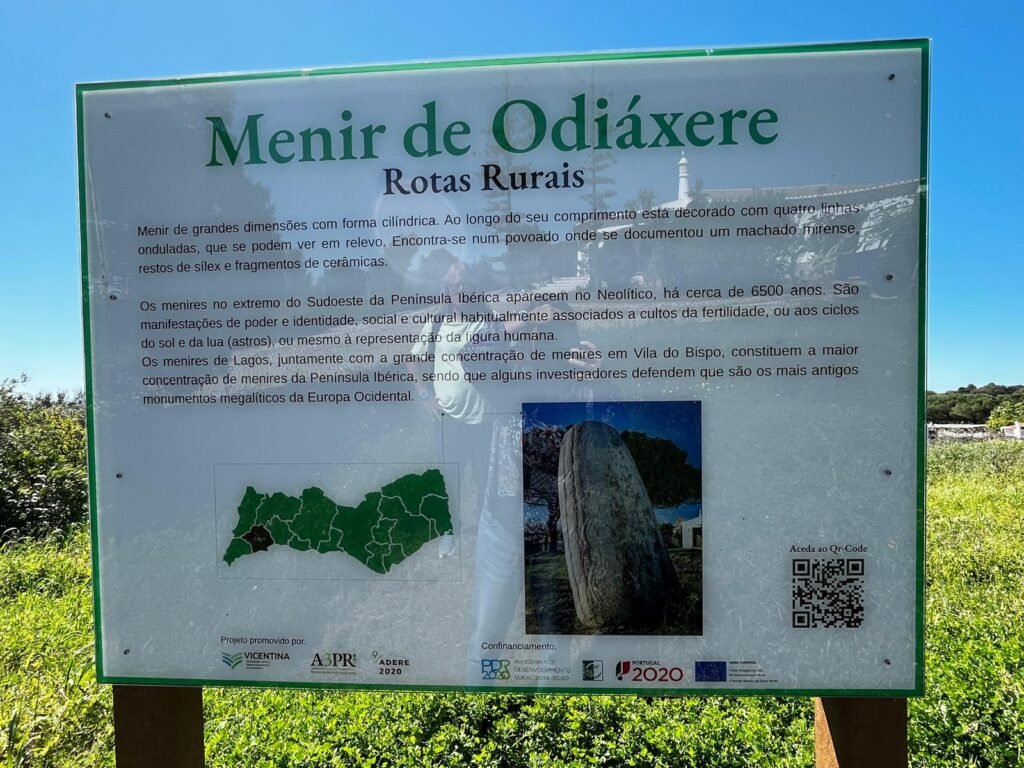 Menir de Odiáxere
Rotas Rurais
Menir de grandes dimensões com forma cilíndrica. Ao longo do seu comprimento está decorado com quatro linhas
onduladas, que se podem ver em relevo. Encontra-se num povoado onde se documentou um machado mirense,
restos de sílex e fragmentos de cerâmicas.
Os menires no extremo do Sudoeste da Península Ibérica aparecem no Neolítico, há cerca de 6500 anos. São
manifestações de poder e identidade, social e cultural habitualmente associados a cultos da fertilidade, ou aos ciclos
do sol e da lua (astros), ou mesmo à representação da figura humana.
Os menires de Lagos, juntamente com a grande concentração de menires em Vila do Bispo, constituem a maior
concentração de menires da Península Ibérica, sendo que alguns investigadores defendem que são os mais antigos
monumentos megalíticos da Europa Ocidental.
Aceda ao Qr-Code
Projeto promovido por:
VICENTINA
A3PR
ADERE
2020
Confinanciamento:
PDR
2020
PROGRAMA DE
DESENVOLVIMENTO
RURAL 2014·2020
PORTUGAL
2020
UNIÃO EUROPEIA